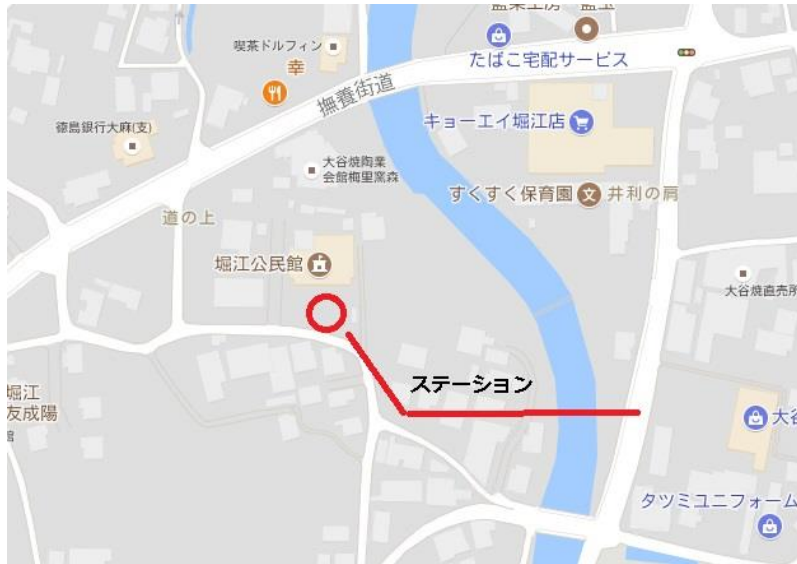 喫茶ドルフィン
幸
たばこ宅配サービス
撫養街道
徳島銀行大麻(支)
キョーエイ堀江店
大谷焼陶業
会館梅里窯森
すくすく保育園
井利の肩
道の上
堀江公民館
大谷焼直売所
ステーション
堀江
友成陽
大谷
タツミユニフォーム